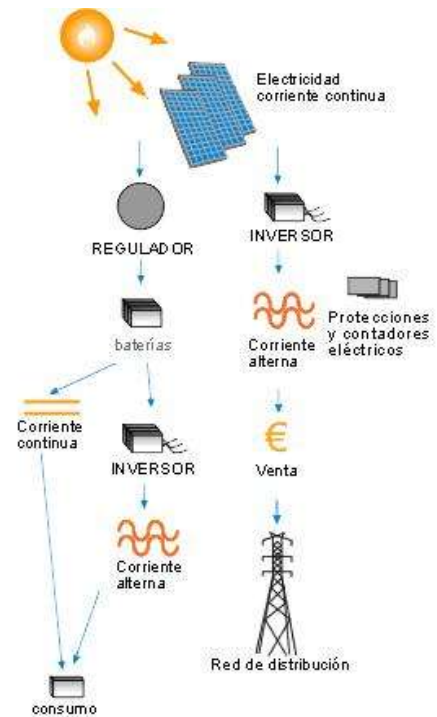 Electricidad
corriente continua
REGULADOR
INVERSOR
baterías
Corriente
alterna
Protecciones
y contadores
eléctricos
Corriente
continua
INVERSOR
€
Venta
Corriente
alterna
Red de distribución
consumo